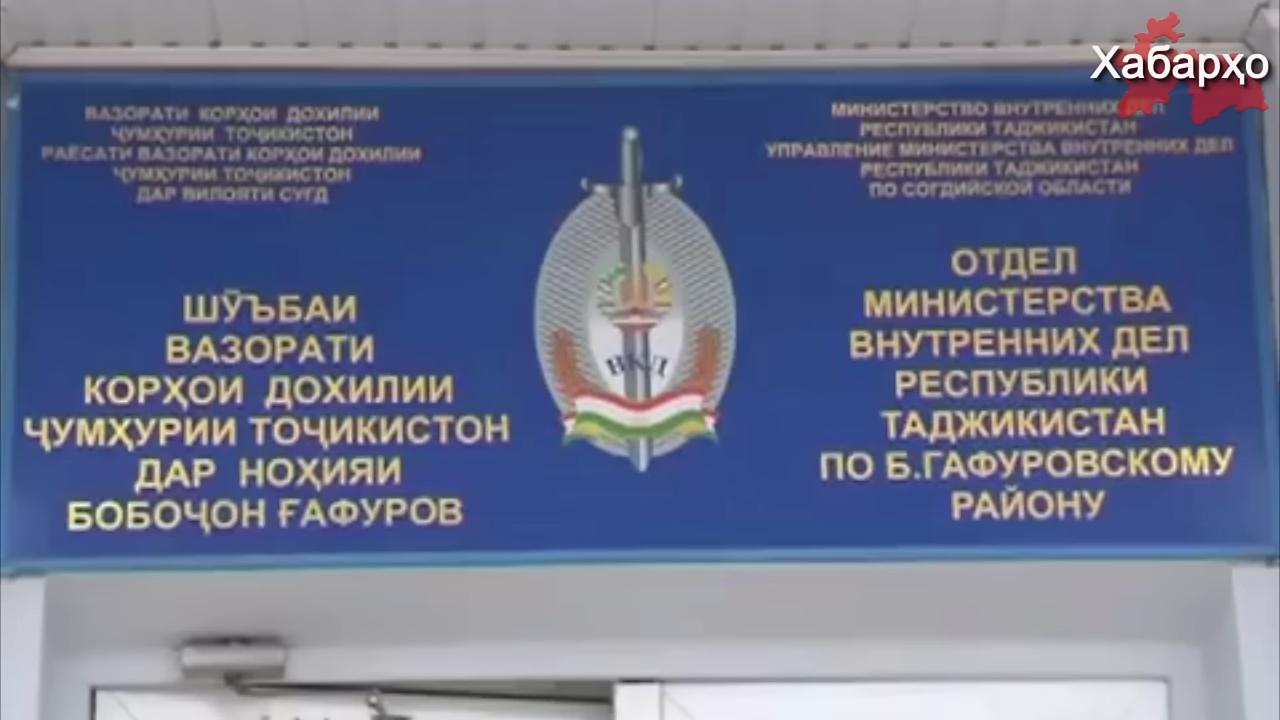 Хабарҳо
ВАЗОРАТИ КОРҲОИ ДОХИЛИИ
ҶУМҲУРИИ ТОҶИКИСТОН
РАЁСАТИ ВАЗОРАТИ КОРҲОИ ДОХИЛИИ
ҶУМҲУРИИ ТОҶИКИСТОН
ДАР ВИЛОЯТИ СУҒД
ШӮЪБАИ
ВАЗОРАТИ
КОРҲОИ ДОХИЛИИ
ҶУМҲУРИИ ТОҶИКИСТОН
ДАР НОҲИЯИ
БОБОҶОН ҒАФУРОВ
ВКД
МИНИСТЕРСТВО ВНУТРЕННИХ ДЕЛ
РЕСПУБЛИКИ ТАДЖИКИСТАН
УПРАВЛЕНИЕ МИНИСТЕРСТВА ВНУТРЕННИХ ДЕЛ
РЕСПУБЛИКИ ТАДЖИКИСТАН
ПО СОГДИЙСКОЙ ОБЛАСТИ
ОТДЕЛ
МИНИСТЕРСТВА
ВНУТРЕННИХ ДЕЛ
РЕСПУБЛИКИ
ТАДЖИКИСТАН
ПО Б.ГАФУРОВСКОМУ
РАЙОНУ